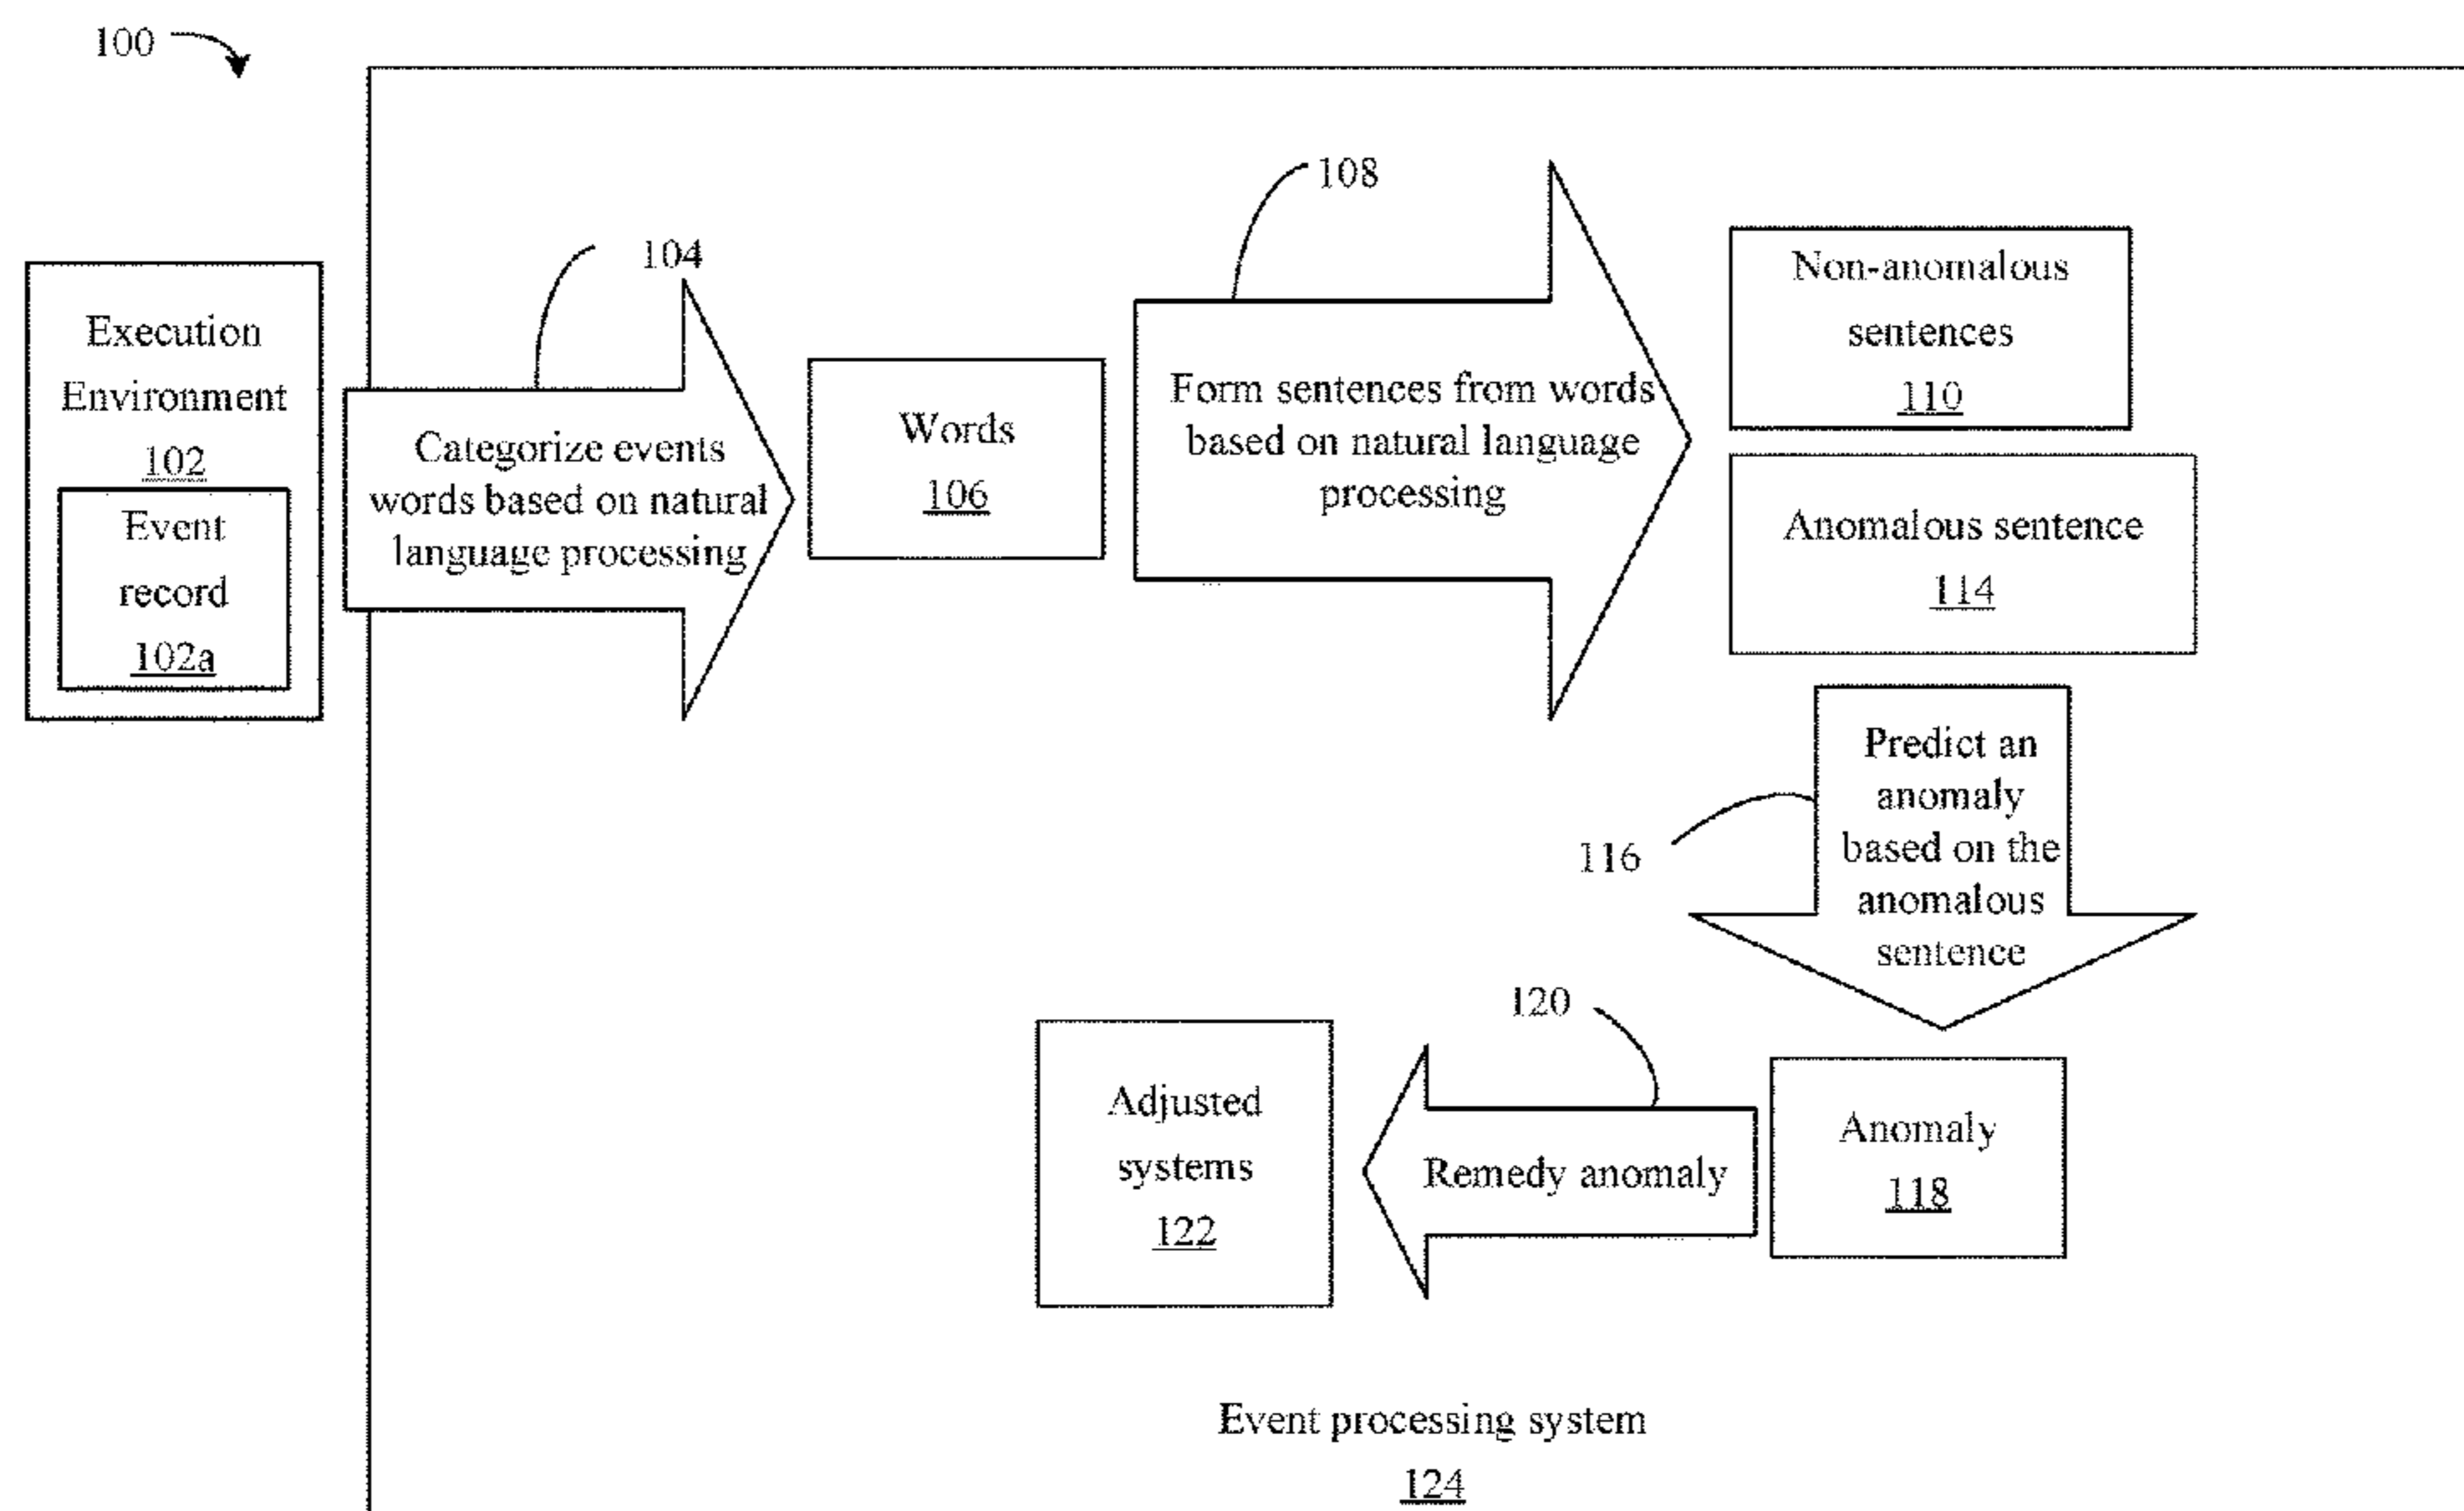 100
Execution
Environment
102
Event
record
102a
104
Categorize events
words based on natural
language processing
Words
106
108
Form sentences from words
based on natural language
processing
Non-anomalous
sentences
110
Anomalous sentence
114
Predict an
anomaly
based on the
anomalous
sentence
116
Anomaly
118
120
Remedy anomaly
Adjusted
systems
122
Event processing system
124